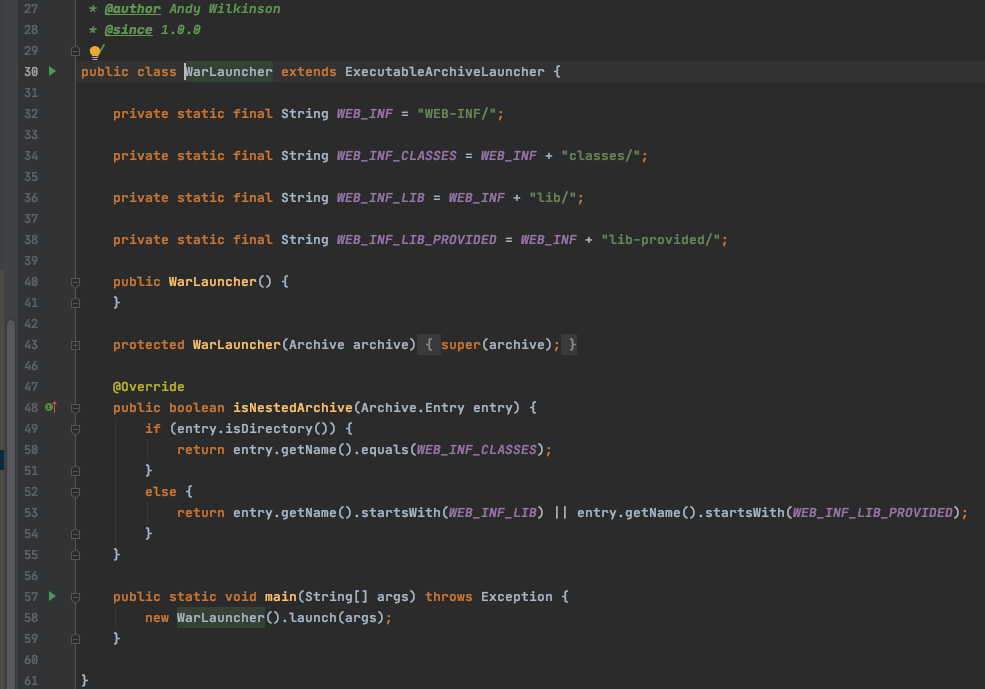 27 * @author Andy Wilkinson
28 * @since 1.0.0
29 */
30 public class WarLauncher extends ExecutableArchiveLauncher {
31
32 private static final String WEB_INF = "WEB-INF/";
33
34 private static final String WEB_INF_CLASSES = WEB_INF + "classes/";
35
36 private static final String WEB_INF_LIB = WEB_INF + "lib/";
37
38 private static final String WEB_INF_LIB_PROVIDED = WEB_INF + "lib-provided/";
39
40 public WarLauncher() {
41 }
42
43 protected WarLauncher(Archive archive) { super(archive); }
46
47 @Override
48 public boolean isNestedArchive(Archive.Entry entry) {
49 if (entry.isDirectory()) {
50 return entry.getName().equals(WEB_INF_CLASSES);
51 }
52 else {
53 return entry.getName().startsWith(WEB_INF_LIB) || entry.getName().startsWith(WEB_INF_LIB_PROVIDED);
54 }
55 }
56
57 public static void main(String[] args) throws Exception {
58 new WarLauncher().launch(args);
59 }
60
61 }